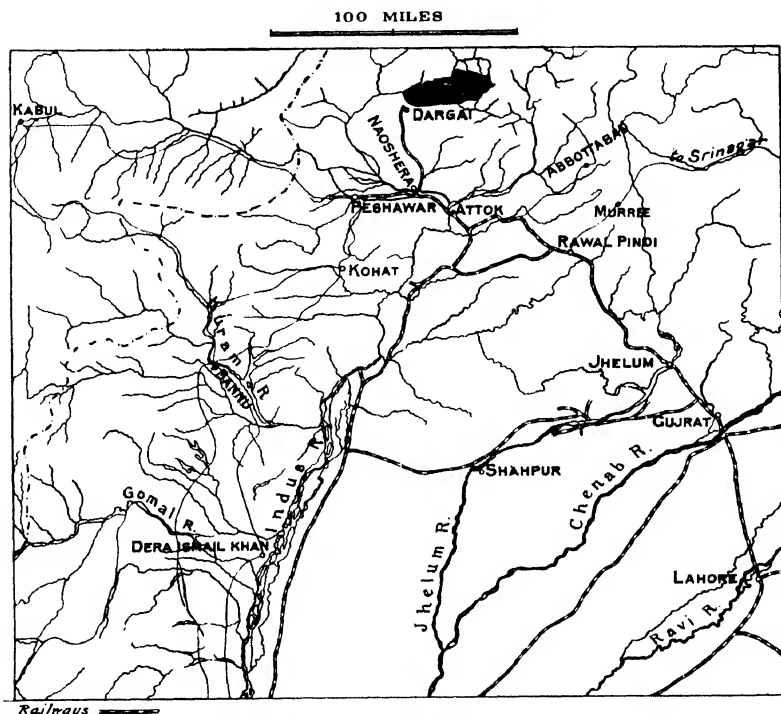 100 MILES
KABUL
DARGAI
NAOSHERA
ABBOTTABAD
to Srinagar
PESHAWAR
ATTOK
MURREE
RAWAL PINDI
KOHAT
Kuram R.
BANNU
JHELUM
GUJRAT
SHAHPUR
Indus R.
Chenab R.
Gomal R.
DERA ISMAIL KHAN
Jhelum R.
LAHORE
Ravi R.
Railways